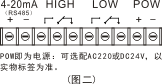 4-20mA HIGH LOW POW
(RS485)
+ - + -
POW即为电源：可选配AC220或DC24V，以
实物标签为准.
(图二)